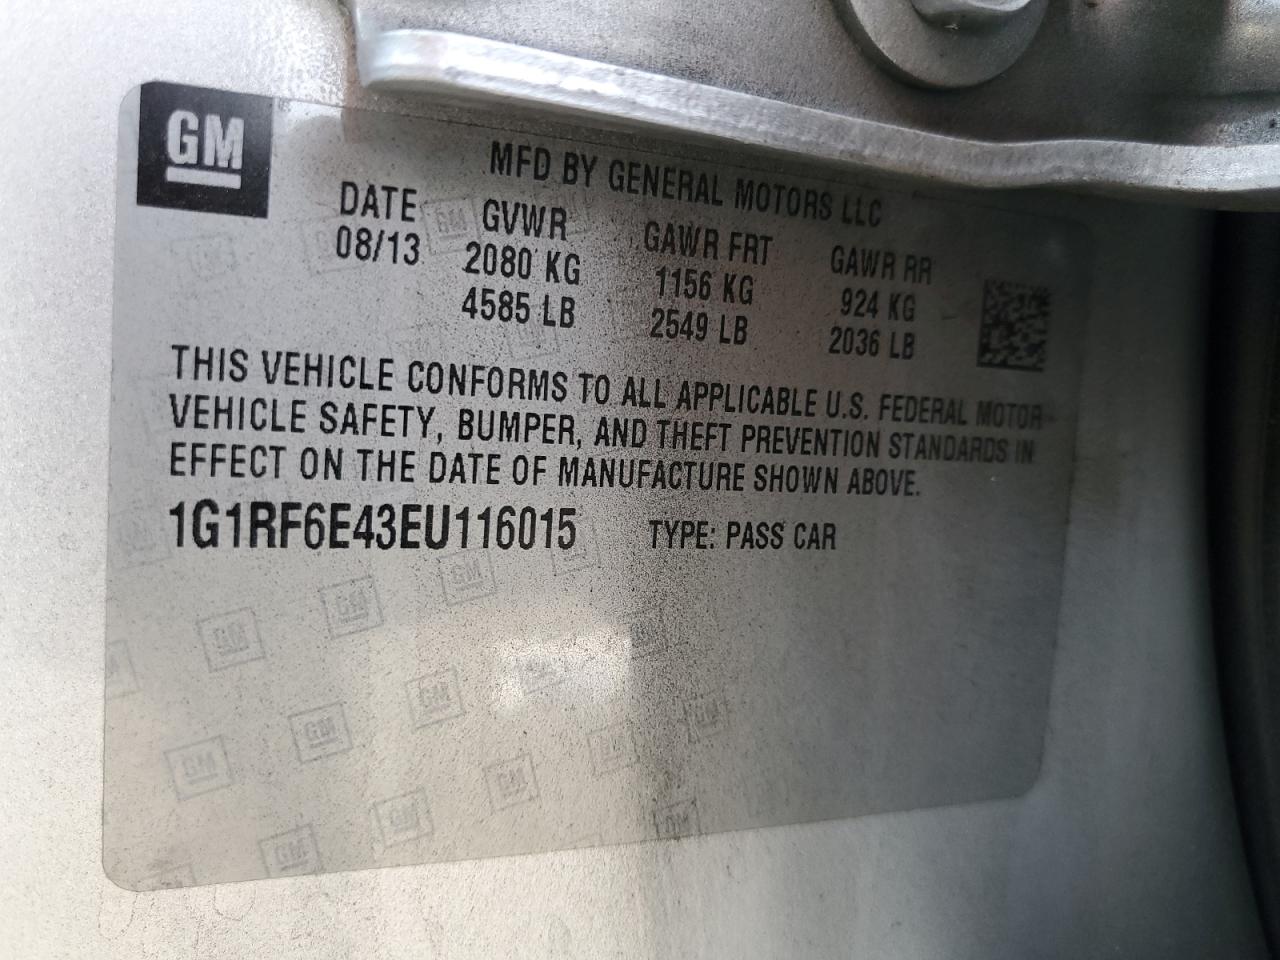 GM
MFD BY GENERAL MOTORS LLC
DATE GVWR GAWR FRT GAWR RR
08/13 2080 KG 1156 KG 924 KG
4585 LB 2549 LB 2036 LB
THIS VEHICLE CONFORMS TO ALL APPLICABLE U.S. FEDERAL MOTOR
VEHICLE SAFETY, BUMPER, AND THEFT PREVENTION STANDARDS IN
EFFECT ON THE DATE OF MANUFACTURE SHOWN ABOVE.
1G1RF6E43EU116015 TYPE: PASS CAR